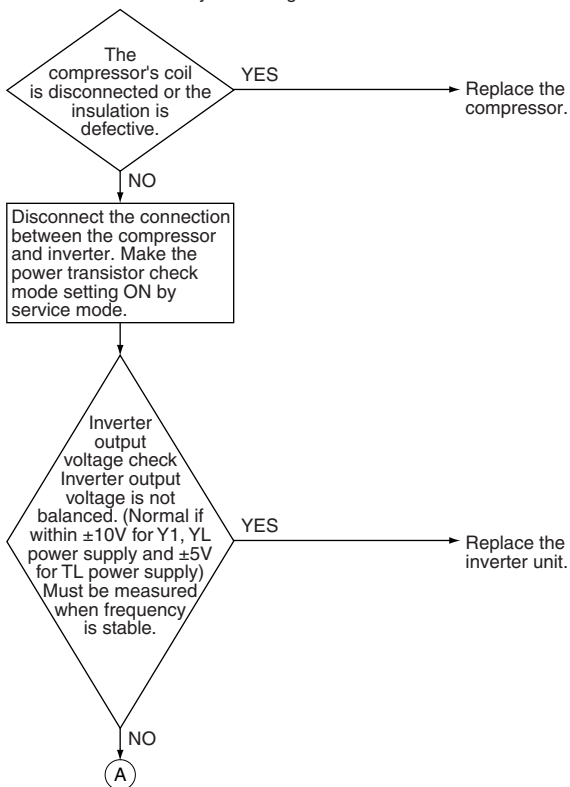 The
compressor's coil
is disconnected or the
insulation is
defective.
YES
Replace the
compressor.
NO
Disconnect the connection
between the compressor
and inverter. Make the
power transistor check
mode setting ON by
service mode.
Inverter
output
voltage check
Inverter output
voltage is not
balanced. (Normal if
within ±10V for Y1, YL
power supply and ±5V
for TL power supply)
Must be measured
when frequency
is stable.
YES
Replace the
inverter unit.
NO
A